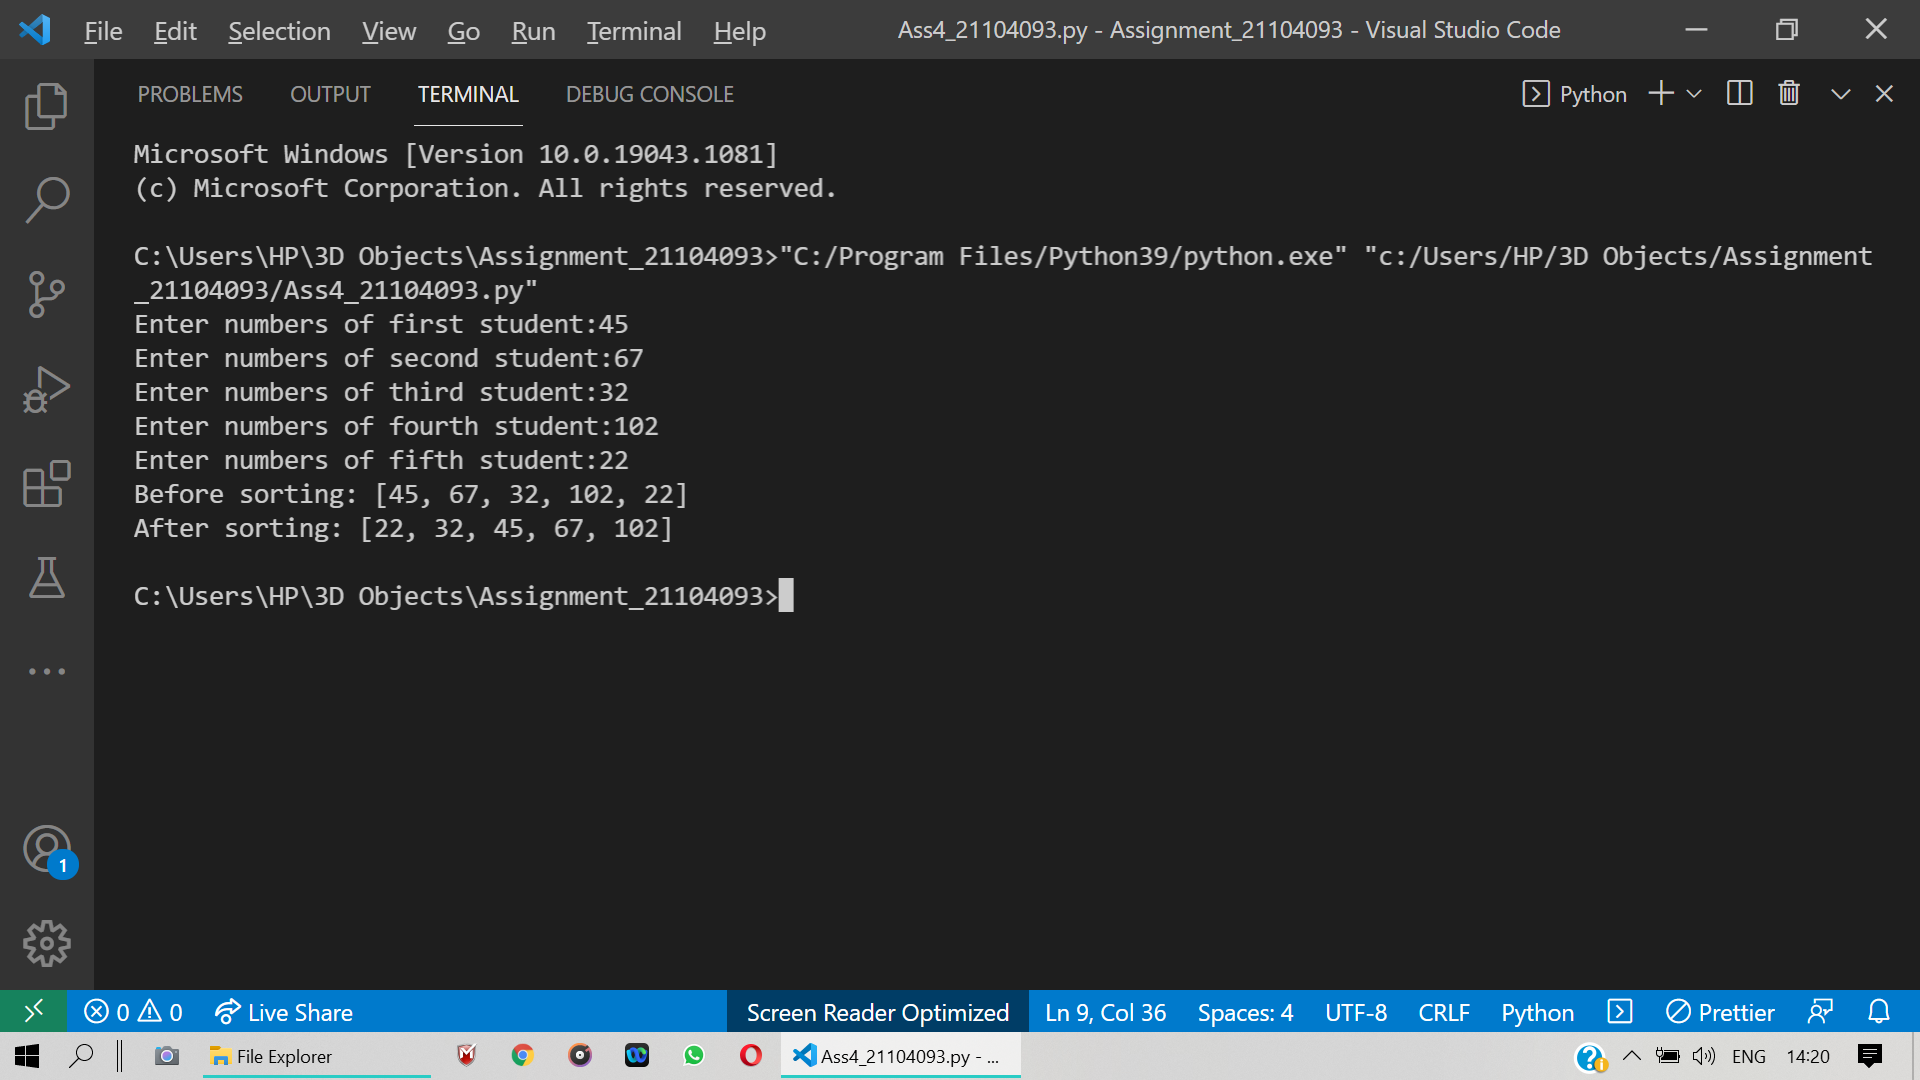 File Edit Selection View Go Run Terminal Help Ass4_21104093.py - Assignment_21104093 - Visual Studio Code
PROBLEMS OUTPUT TERMINAL DEBUG CONSOLE Python
Microsoft Windows [Version 10.0.19043.1081]
(c) Microsoft Corporation. All rights reserved.
C:\Users\HP\3D Objects\Assignment_21104093>"C:/Program Files/Python39/python.exe" "c:/Users/HP/3D Objects/Assignment
_21104093/Ass4_21104093.py"
Enter numbers of first student:45
Enter numbers of second student:67
Enter numbers of third student:32
Enter numbers of fourth student:102
Enter numbers of fifth student:22
Before sorting: [45, 67, 32, 102, 22]
After sorting: [22, 32, 45, 67, 102]
C:\Users\HP\3D Objects\Assignment_21104093>
1
0 0 Live Share Screen Reader Optimized Ln 9, Col 36 Spaces: 4 UTF-8 CRLF Python Prettier
File Explorer Ass4_21104093.py - ... ENG 14:20